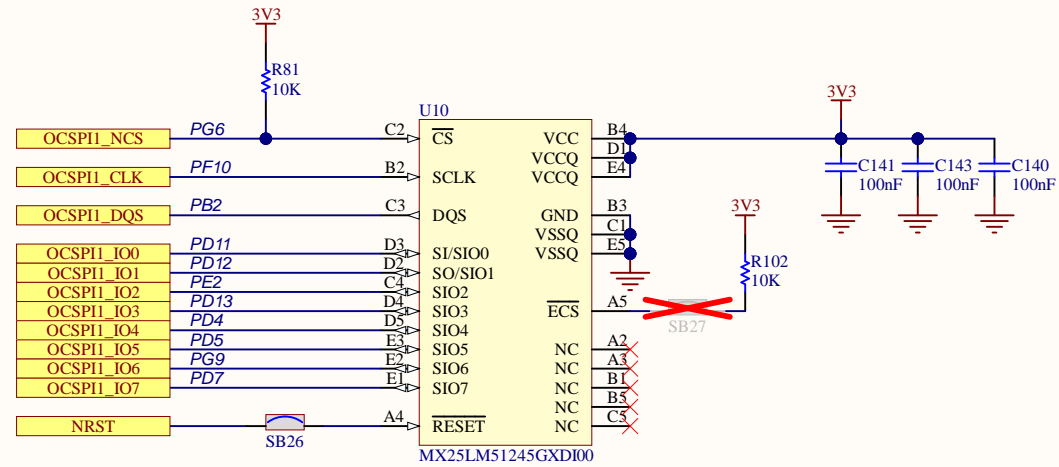 3V3
R81
10K
U10
OCSPI1_NCS PG6 C2 CS VCC B4
VCCQ D1
OCSPI1_CLK PF10 B2 SCLK VCCQ E4
OCSPI1_DQS PB2 C3 DQS GND B3
VSSQ C1
OCSPI1_IO0 PD11 D3 SI/SIO0 VSSQ E5
OCSPI1_IO1 PD12 D2 SO/SIO1
OCSPI1_IO2 PE2 C4 SIO2
OCSPI1_IO3 PD13 D4 SIO3 ECS A5
OCSPI1_IO4 PD4 D5 SIO4
OCSPI1_IO5 PD5 E3 SIO5 NC A2
OCSPI1_IO6 PG9 E2 SIO6 NC A3
OCSPI1_IO7 PD7 E1 SIO7 NC B1
NC B5
NRST A4 RESET NC C5
SB26
MX25LM51245GXDI00
3V3
C141
100nF
C143
100nF
C140
100nF
3V3
R102
10K
SB27